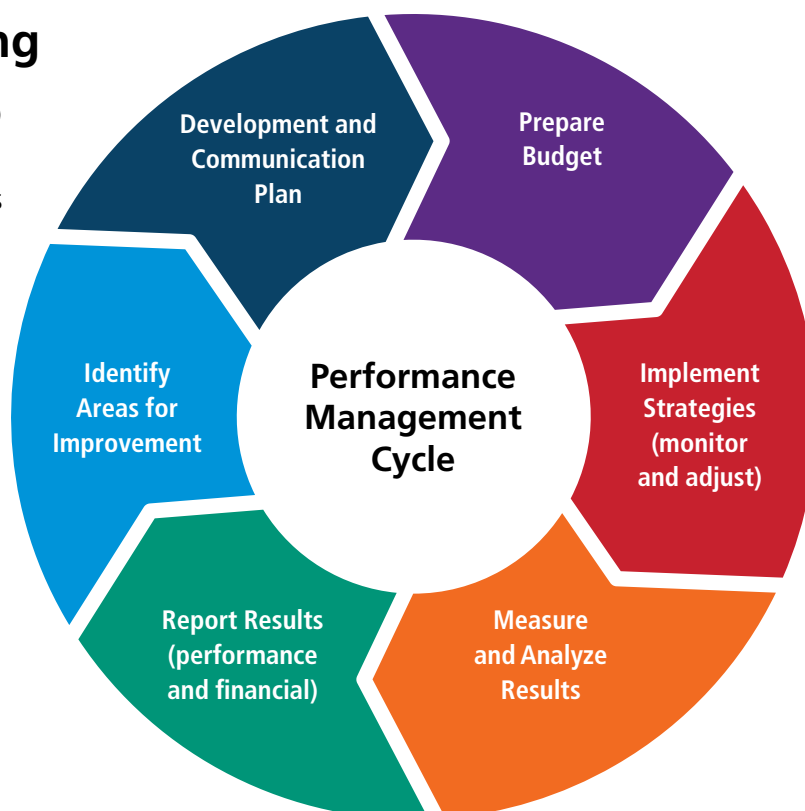 Development and
Communication
Plan
Prepare
Budget
Implement
Strategies
(monitor
and adjust)
Measure
and Analyze
Results
Report Results
(performance
and financial)
Identify
Areas for
Improvement
Performance
Management
Cycle